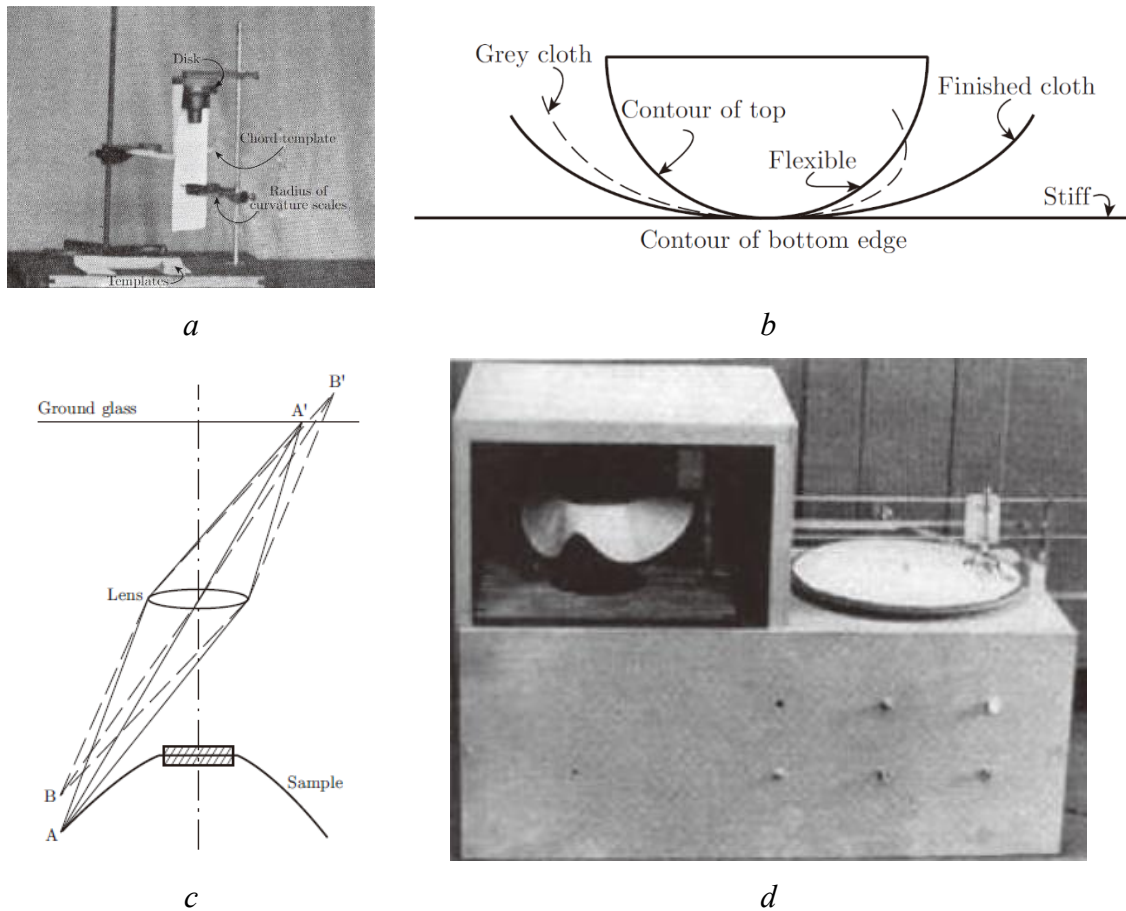 Disk
Chord template
Radius of
curvature scales
Templates
a
Grey cloth
Finished cloth
Contour of top
Flexible
Stiff
Contour of bottom edge
b
B'
Ground glass
A'
Lens
B
Sample
A
c
d